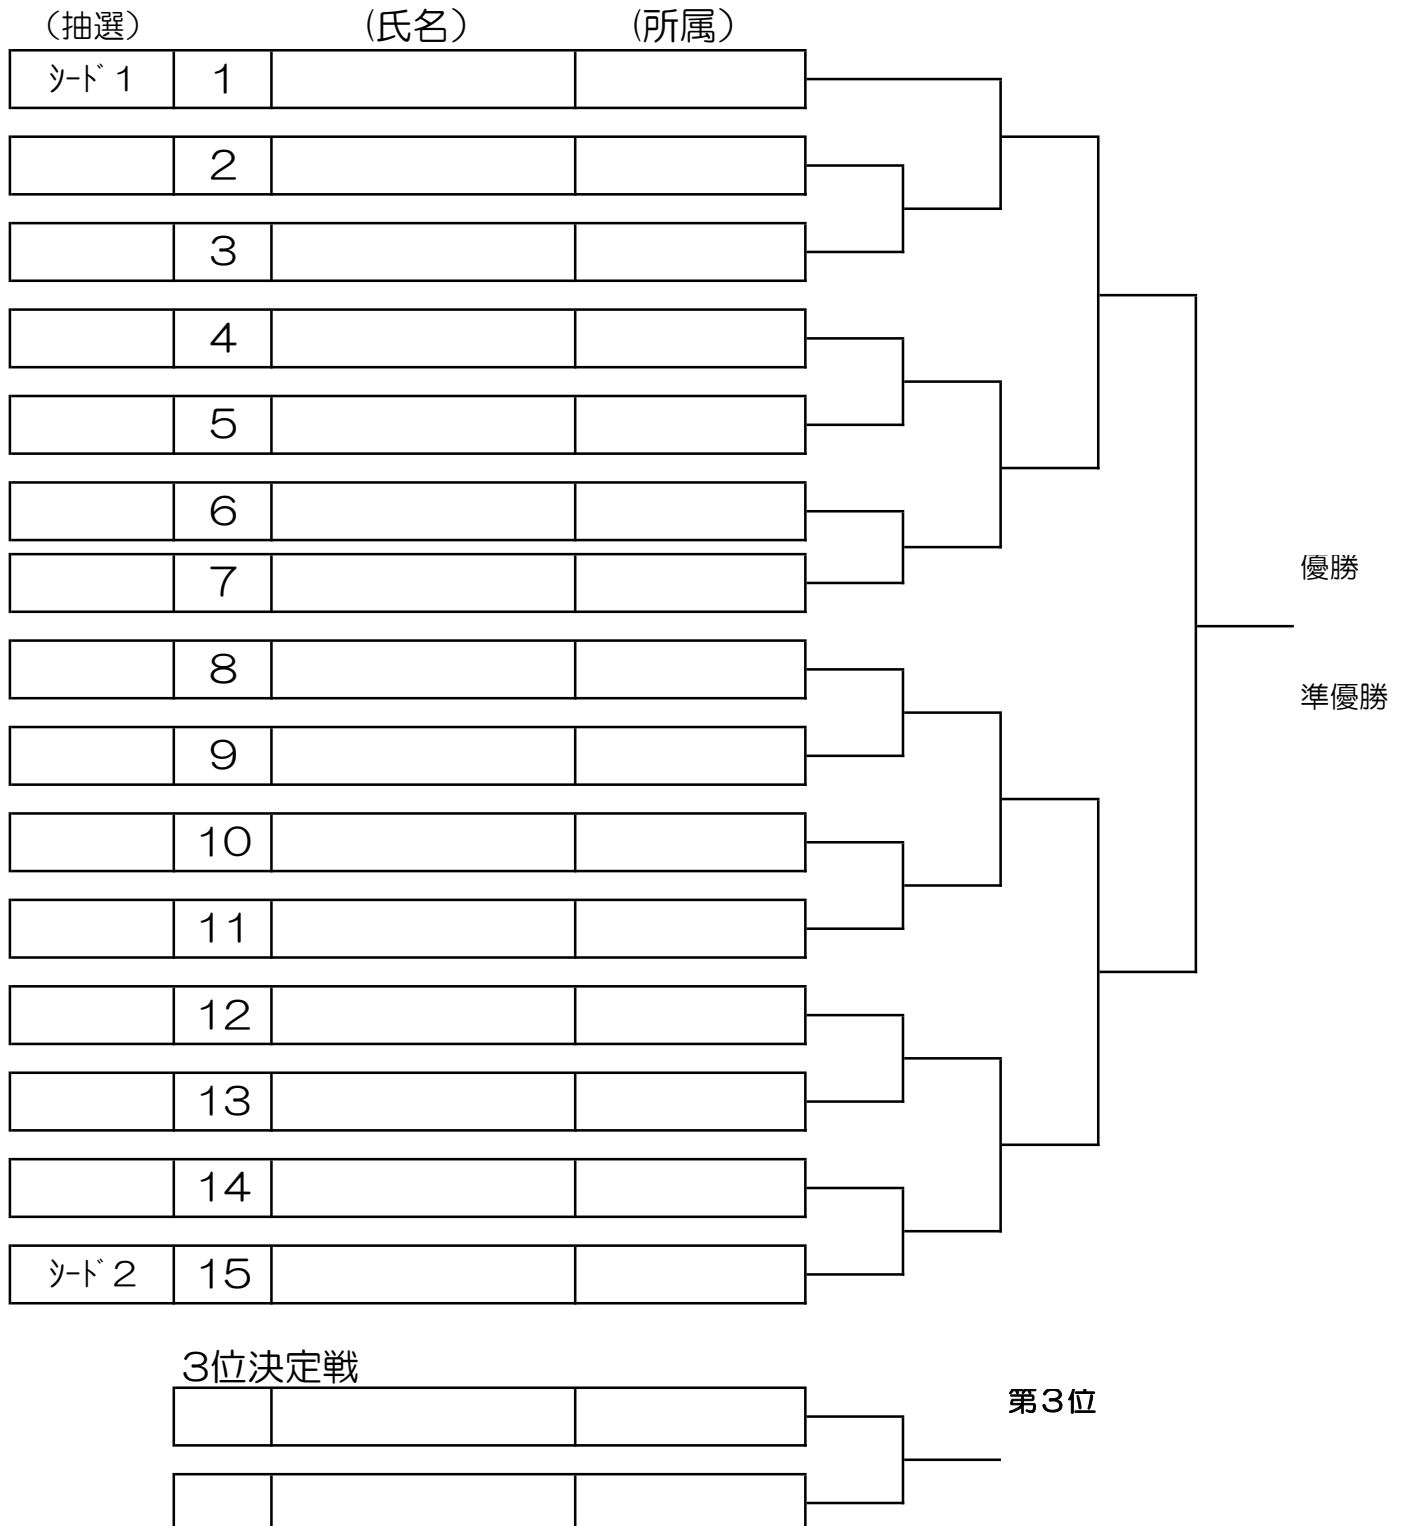 （抽選） (氏名） (所属）
ｼｰﾄﾞ１ １
２
３
４
５
６
７
優勝
８
準優勝
９
１０
１１
１２
１３
１４
ｼｰﾄﾞ２ １５
３位決定戦
第３位